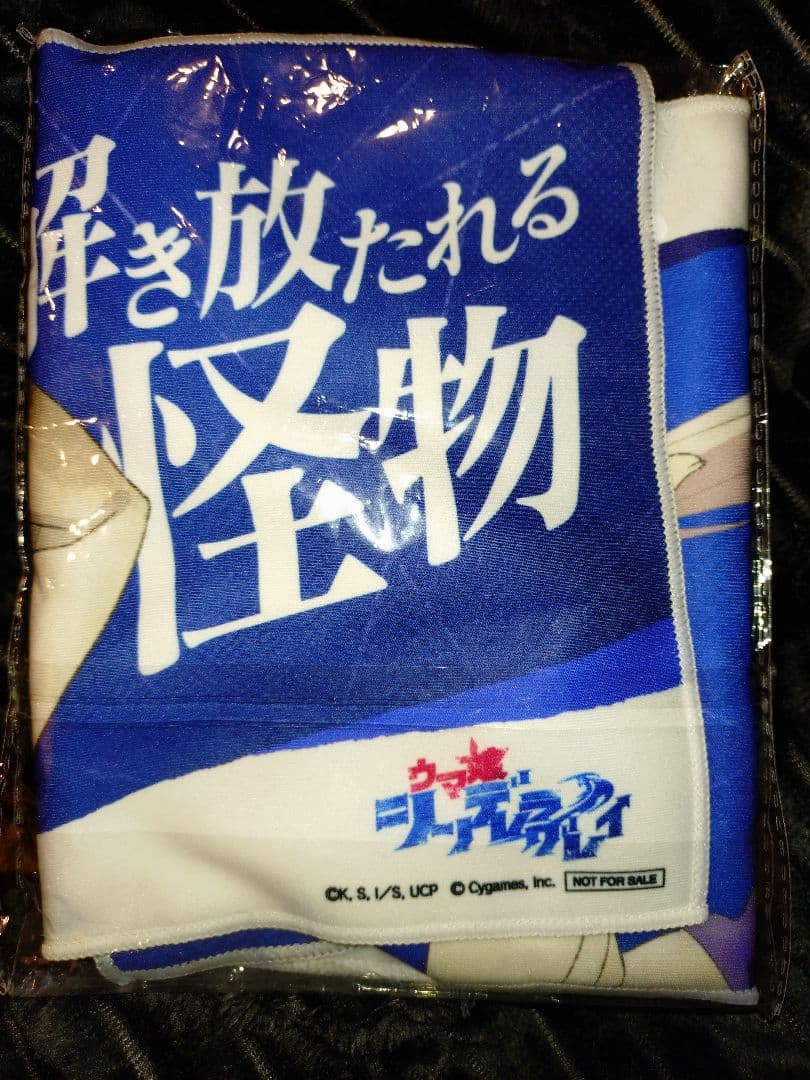 解き放たれる
怪物
ウマ娘
シンデレラグレイ
©K, S, I/S, UCP © Cygames, Inc. NOT FOR SALE